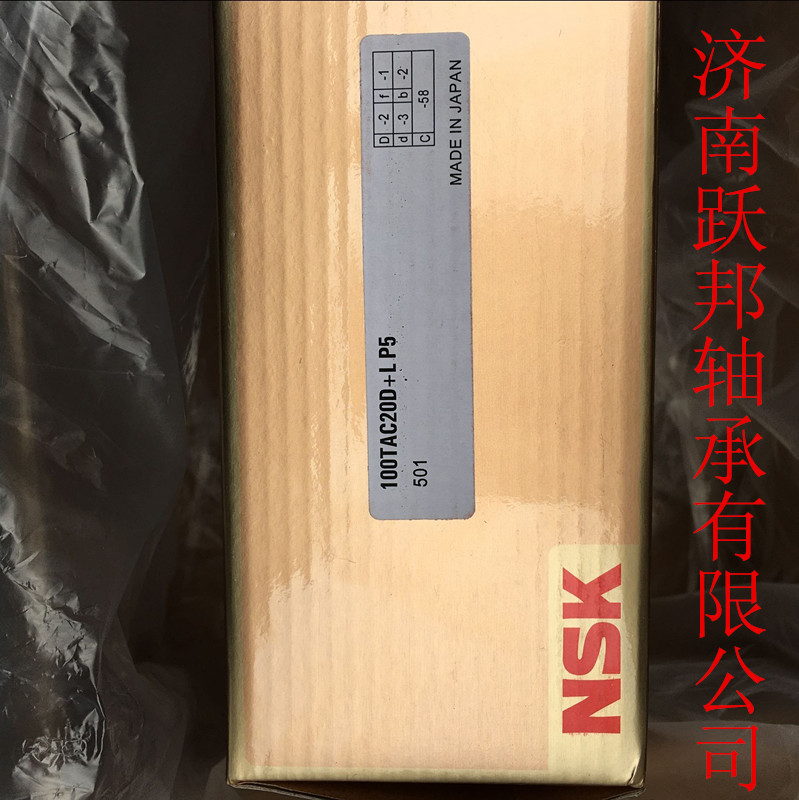 D -2 f -1
d -3 b -2
C -58
MADE IN JAPAN
100TAC20D+L P5
501
NSK
济南跃邦轴承有限公司